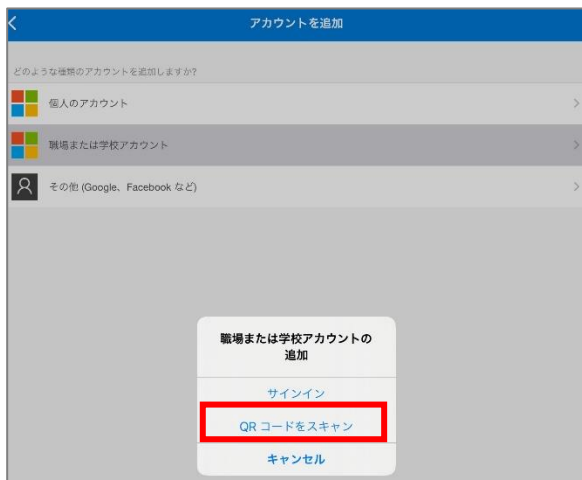 アカウントを追加
どのような種類のアカウントを追加しますか?
個人のアカウント
職場または学校アカウント
その他 (Google、Facebook など)
職場または学校アカウントの
追加
サインイン
QR コードをスキャン
キャンセル